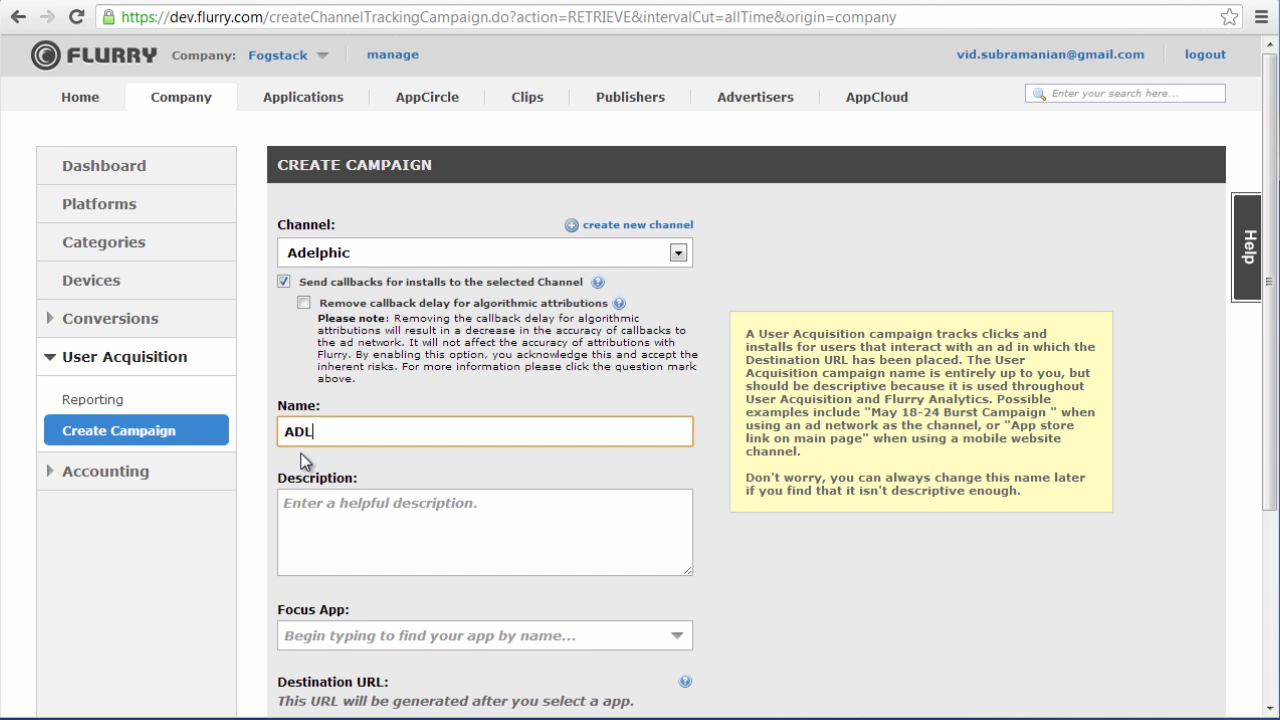 https://dev.flurry.com/createChannelTrackingCampaign.do?action=RETRIEVE&intervalCut=allTime&origin=company
FLURRY Company: Fogstack manage vid.subramanian@gmail.com logout
Home Company Applications AppCircle Clips Publishers Advertisers AppCloud Enter your search here...
Dashboard
Platforms
Categories
Devices
Conversions
User Acquisition
Reporting
Create Campaign
Accounting
CREATE CAMPAIGN
Channel: create new channel
Adelphic
Send callbacks for installs to the selected Channel
Remove callback delay for algorithmic attributions
Please note: Removing the callback delay for algorithmic
attributions will result in a decrease in the accuracy of callbacks to
the ad network. It will not affect the accuracy of attributions with
Flurry. By enabling this option, you acknowledge this and accept the
inherent risks. For more information please click the question mark
above.
Name:
ADL
Description:
Enter a helpful description.
Focus App:
Begin typing to find your app by name...
Destination URL:
This URL will be generated after you select a app.
A User Acquisition campaign tracks clicks and
installs for users that interact with an ad in which the
Destination URL has been placed. The User
Acquisition campaign name is entirely up to you, but
should be descriptive because it is used throughout
User Acquisition and Flurry Analytics. Possible
examples include "May 18-24 Burst Campaign " when
using an ad network as the channel, or "App store
link on main page" when using a mobile website
channel.
Don't worry, you can always change this name later
if you find that it isn't descriptive enough.
Help